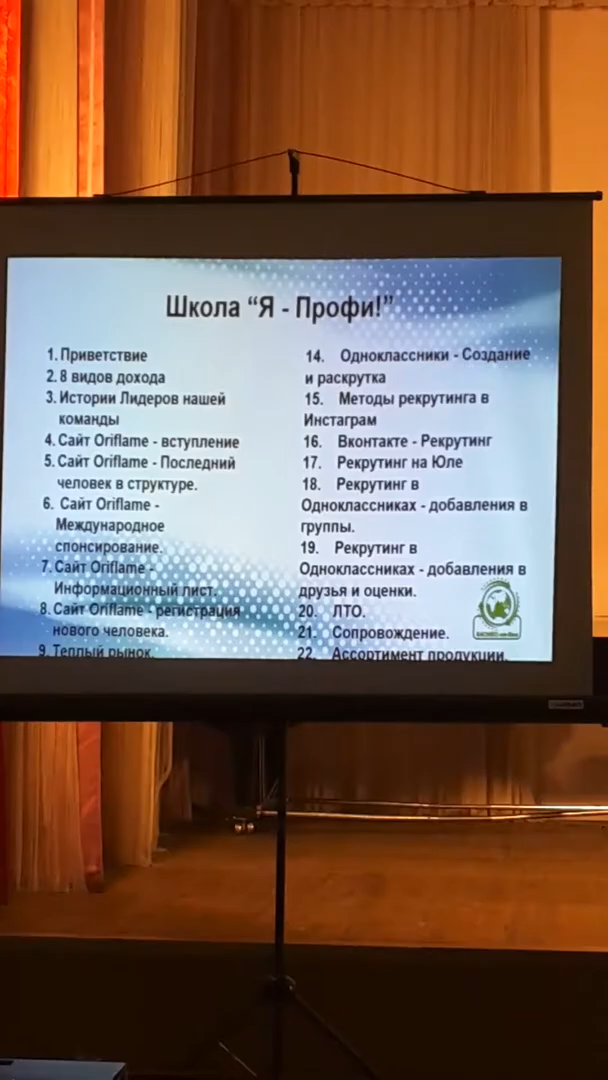 Школа “Я - Профи!”
1. Приветствие
2. 8 видов дохода
3. Истории Лидеров нашей
команды
4. Сайт Oriflame - вступление
5. Сайт Oriflame - Последний
человек в структуре.
6. Сайт Oriflame -
Международное
спонсирование.
7. Сайт Oriflame -
Информационный лист.
8. Сайт Oriflame - регистрация
нового человека.
9. Теплый рынок.
14. Одноклассники - Создание
и раскрутка
15. Методы рекрутинга в
Инстаграм
16. Вконтакте - Рекрутинг
17. Рекрутинг на Юле
18. Рекрутинг в
Одноклассниках - добавления в
группы.
19. Рекрутинг в
Одноклассниках - добавления в
друзья и оценки.
20. ЛТО.
21. Сопровождение.
22. Ассортимент продукции.